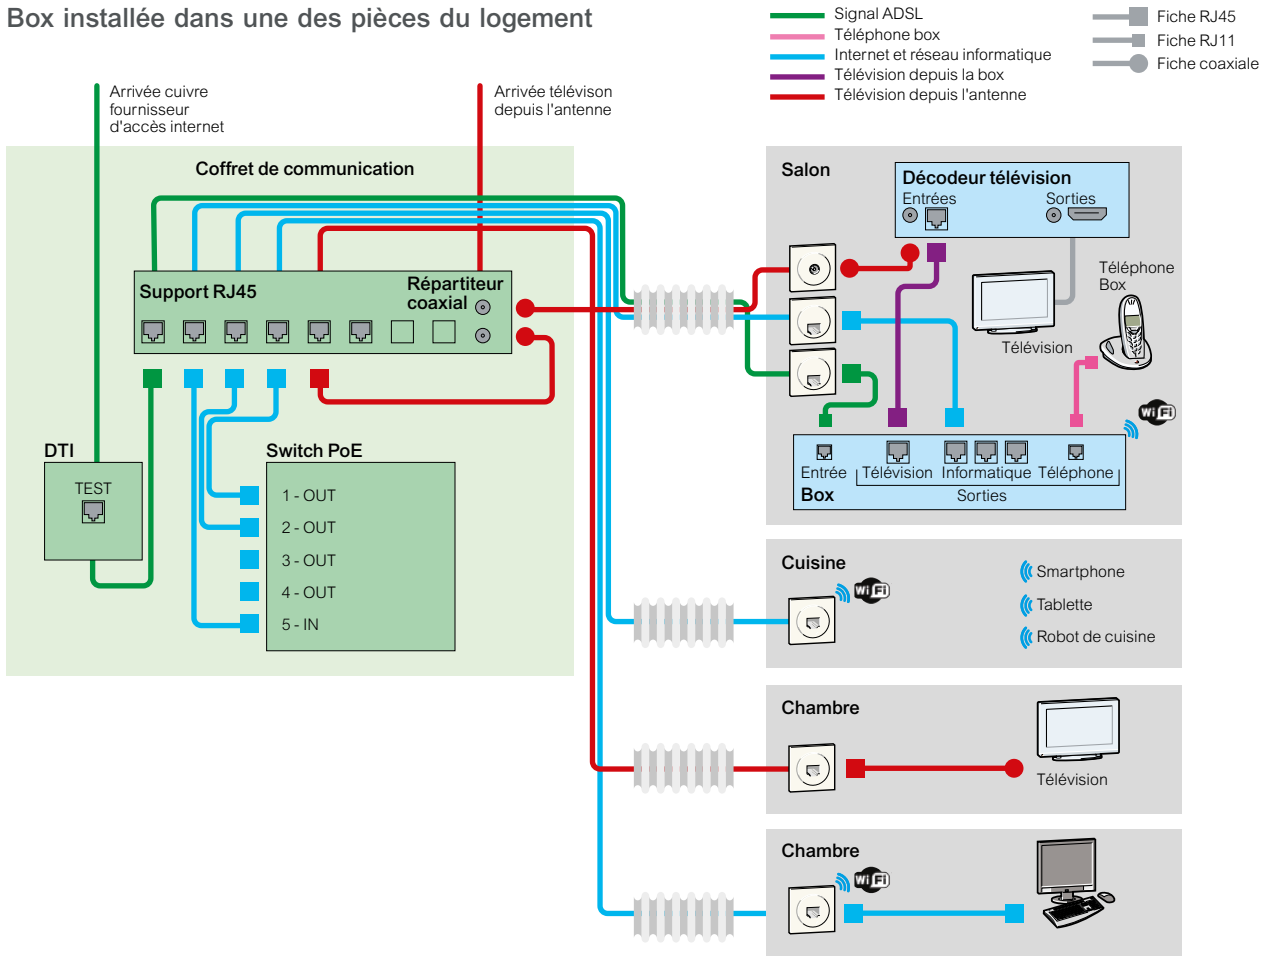 Box installée dans une des pièces du logement
Signal ADSL
Téléphone box
Internet et réseau informatique
Télévision depuis la box
Télévision depuis l'antenne
Fiche RJ45
Fiche RJ11
Fiche coaxiale
Arrivée cuivre
fournisseur
d'accès internet
Arrivée télévison
depuis l'antenne
Coffret de communication
Support RJ45
Répartiteur
coaxial
DTI
TEST
Switch PoE
1 - OUT
2 - OUT
3 - OUT
4 - OUT
5 - IN
Salon
Décodeur télévision
Entrées
Sorties
Télévision
Téléphone
Box
WiFi
Entrée
Télévision
Informatique
Téléphone
Box
Sorties
Cuisine
WiFi
Smartphone
Tablette
Robot de cuisine
Chambre
Télévision
Chambre
WiFi